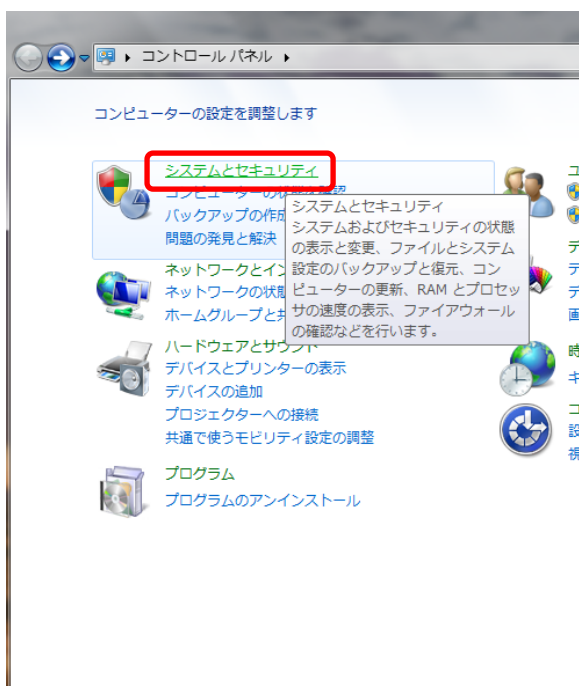 コントロール パネル
コンピューターの設定を調整します
システムとセキュリティ
バックアップの作成
問題の発見と解決
システムとセキュリティ
システムおよびセキュリティの状態
の表示と変更、ファイルとシステム
設定のバックアップと復元、コン
ピューターの更新、RAM とプロセッ
サの速度の表示、ファイアウォール
の確認などを行います。
ネットワークとイン
ネットワークの状態
ホームグループと共
ハードウェアとサウンド
デバイスとプリンターの表示
デバイスの追加
プロジェクターへの接続
共通で使うモビリティ設定の調整
プログラム
プログラムのアンインストール